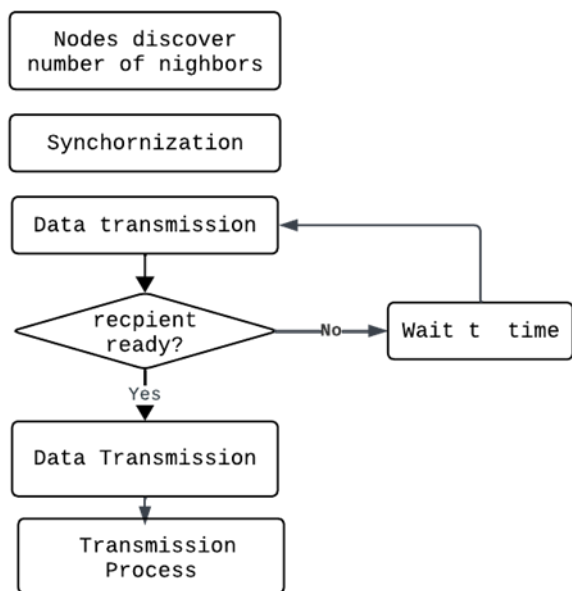 Nodes discover
number of nighbors
Synchornization
Data transmission
recpient
ready?
No
Wait t time
Yes
Data Transmission
Transmission
Process